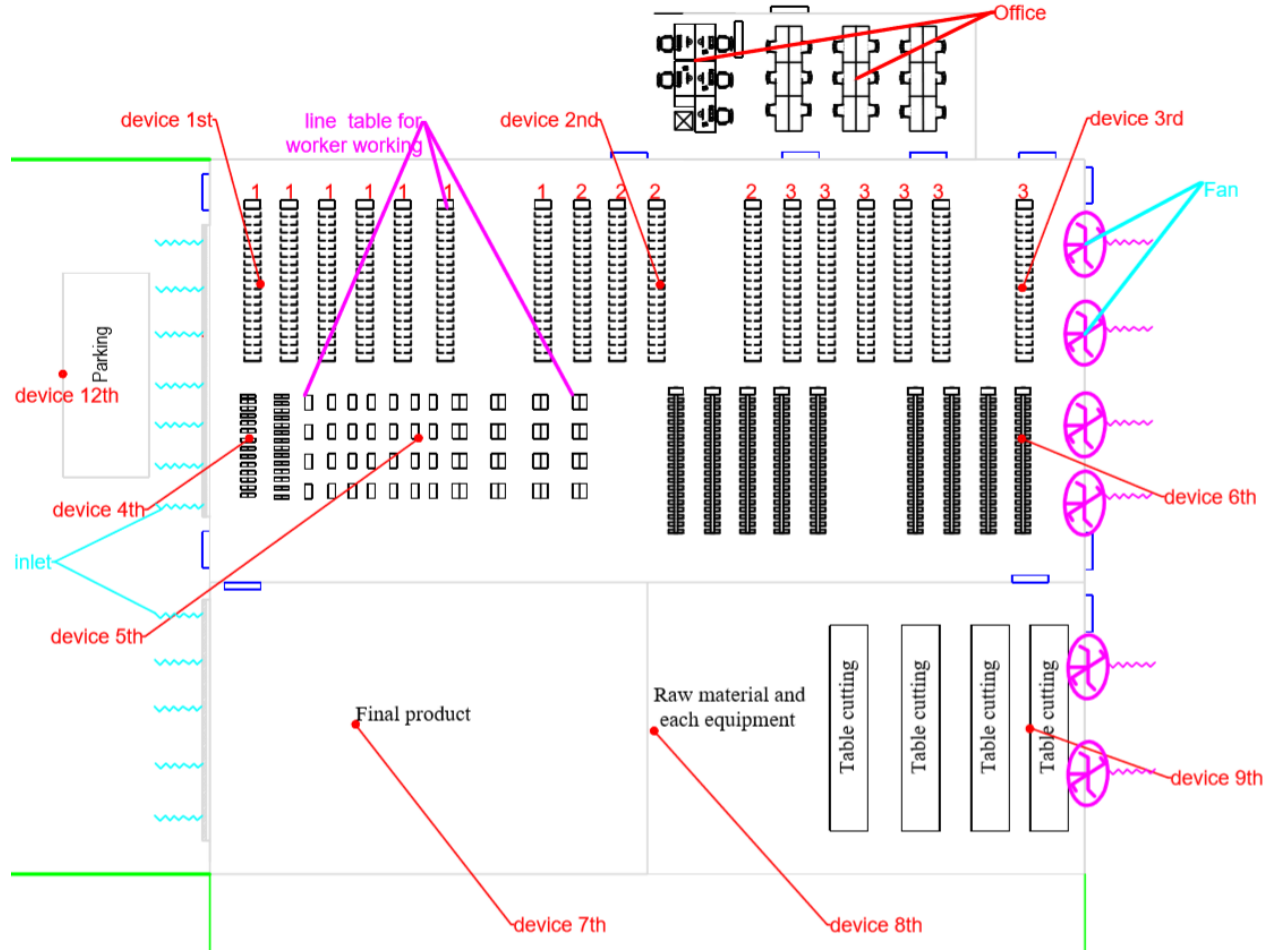 Office
device 1st
line table for
worker working
device 2nd
device 3rd
1 1 1 1 1 1 1 2 2 2 2 3 3 3 3 3 3
Fan
Parking
device 12th
device 4th
device 6th
inlet
device 5th
Final product
Raw material and
each equipment
Table cutting
Table cutting
Table cutting
Table cutting
device 9th
device 7th
device 8th